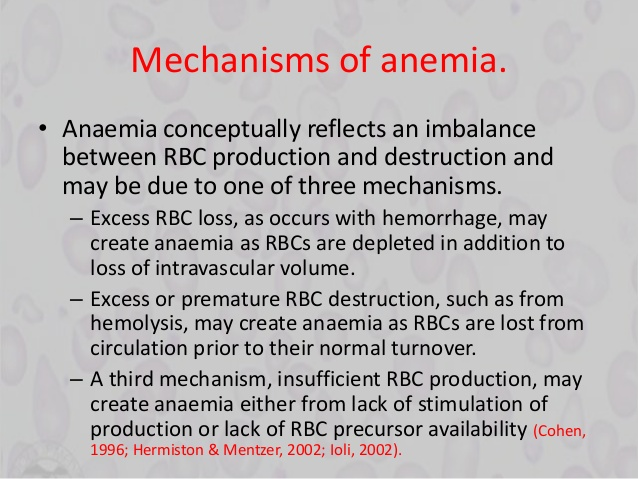 Mechanisms of anemia.
• Anaemia conceptually reflects an imbalance
between RBC production and destruction and
may be due to one of three mechanisms.
– Excess RBC loss, as occurs with hemorrhage, may
create anaemia as RBCs are depleted in addition to
loss of intravascular volume.
– Excess or premature RBC destruction, such as from
hemolysis, may create anaemia as RBCs are lost from
circulation prior to their normal turnover.
– A third mechanism, insufficient RBC production, may
create anaemia either from lack of stimulation of
production or lack of RBC precursor availability (Cohen,
1996; Hermiston & Mentzer, 2002; Ioli, 2002).